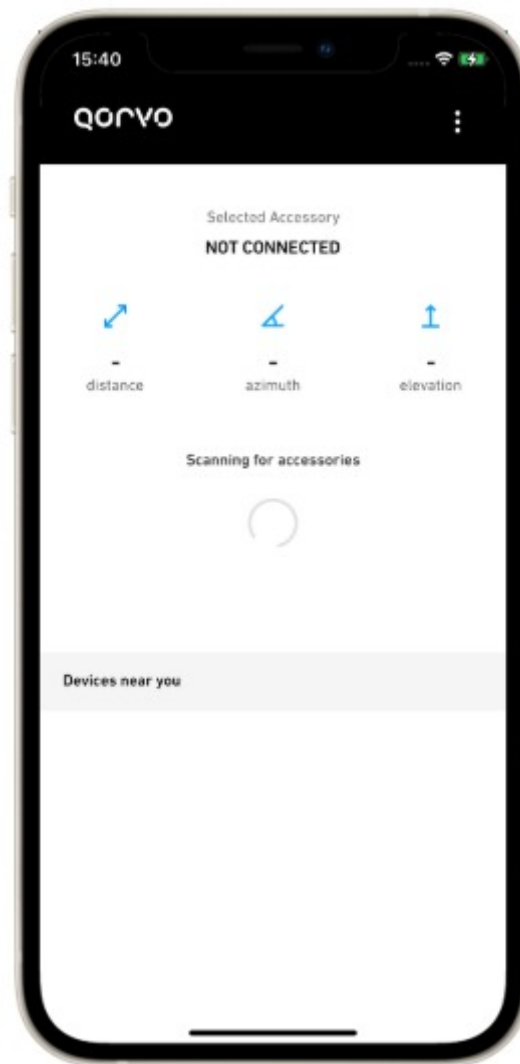 15:40
QORVO
Selected Accessory
NOT CONNECTED
- - -
distance azimuth elevation
Scanning for accessories
Devices near you